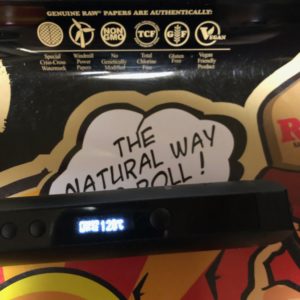 GENUINE RAW® PAPERS ARE AUTHENTICALLY:
NON
GMO
TCF
GF
VEGAN
Special
Criss-Cross
Watermark
Windmill
Power
Papers
No
Genetically
Modified
Total
Chlorine
Free
Gluten
Free
Vegan
Friendly
Product
THE
NATURAL WAY
ROLL!
120℃